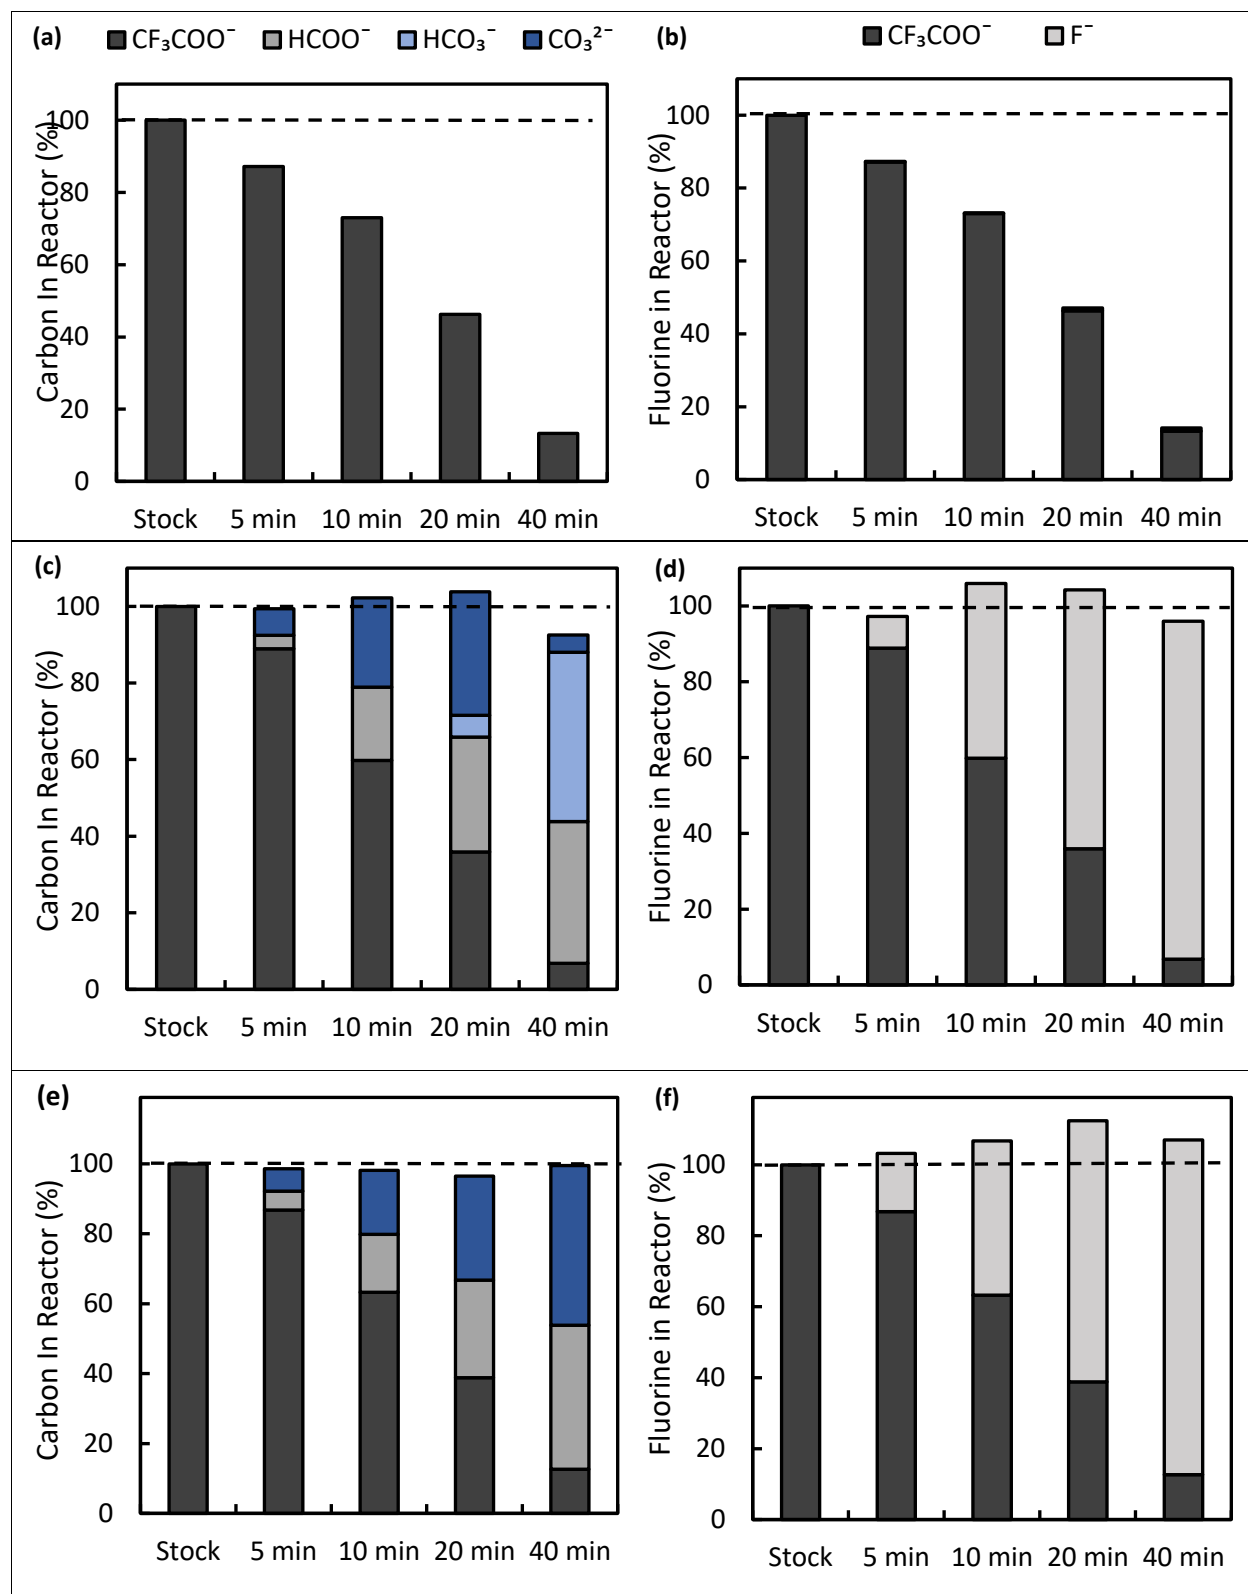 (a) CF₃COO⁻ HCOO⁻ HCO₃⁻ CO₃²⁻
Carbon In Reactor (%)
100
80
60
40
20
0
Stock 5 min 10 min 20 min 40 min
(b) CF₃COO⁻ F⁻
Fluorine in Reactor (%)
100
80
60
40
20
0
Stock 5 min 10 min 20 min 40 min
(c)
Carbon In Reactor (%)
100
80
60
40
20
0
Stock 5 min 10 min 20 min 40 min
(d)
Fluorine in Reactor (%)
100
80
60
40
20
0
Stock 5 min 10 min 20 min 40 min
(e)
Carbon In Reactor (%)
100
80
60
40
20
0
Stock 5 min 10 min 20 min 40 min
(f)
Fluorine in Reactor (%)
100
80
60
40
20
0
Stock 5 min 10 min 20 min 40 min